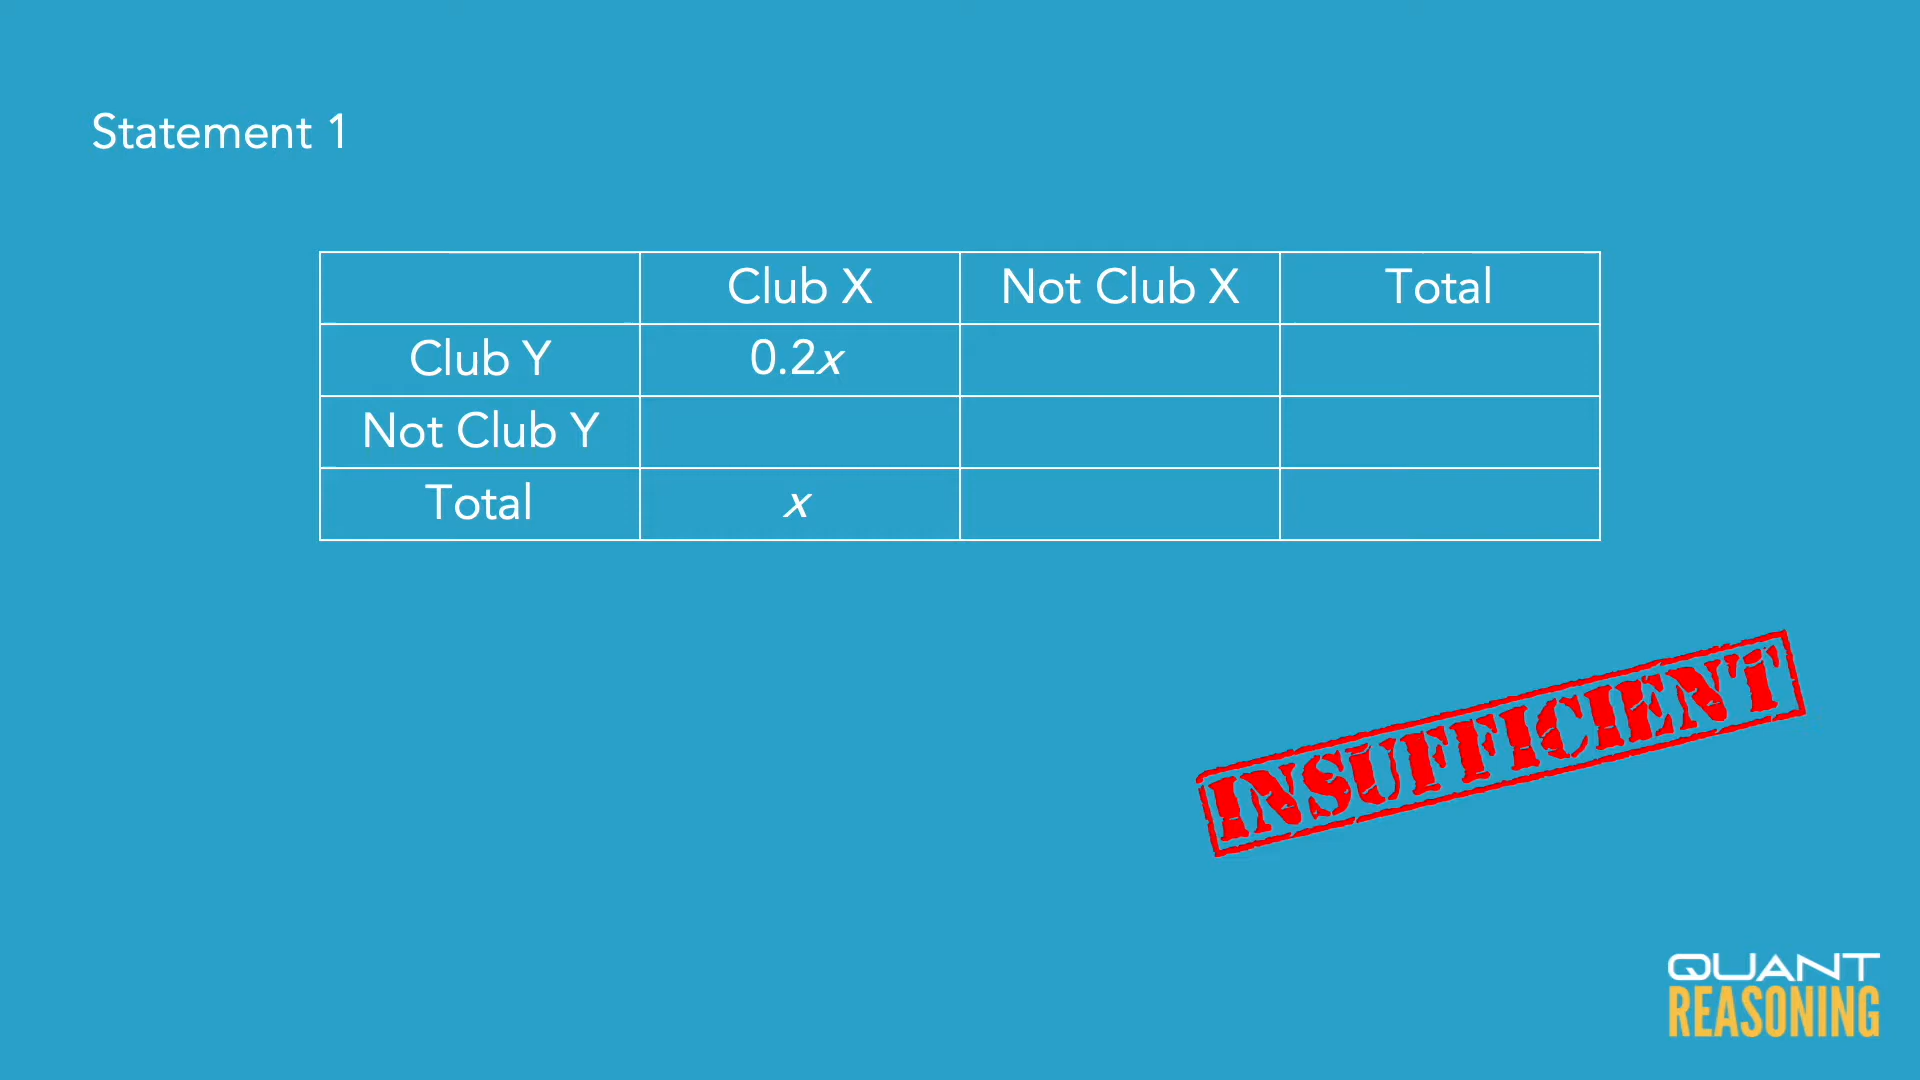 Statement 1
Club X Not Club X Total
Club Y 0.2x
Not Club Y
Total x
INSUFFICIENT
QUANT
REASONING